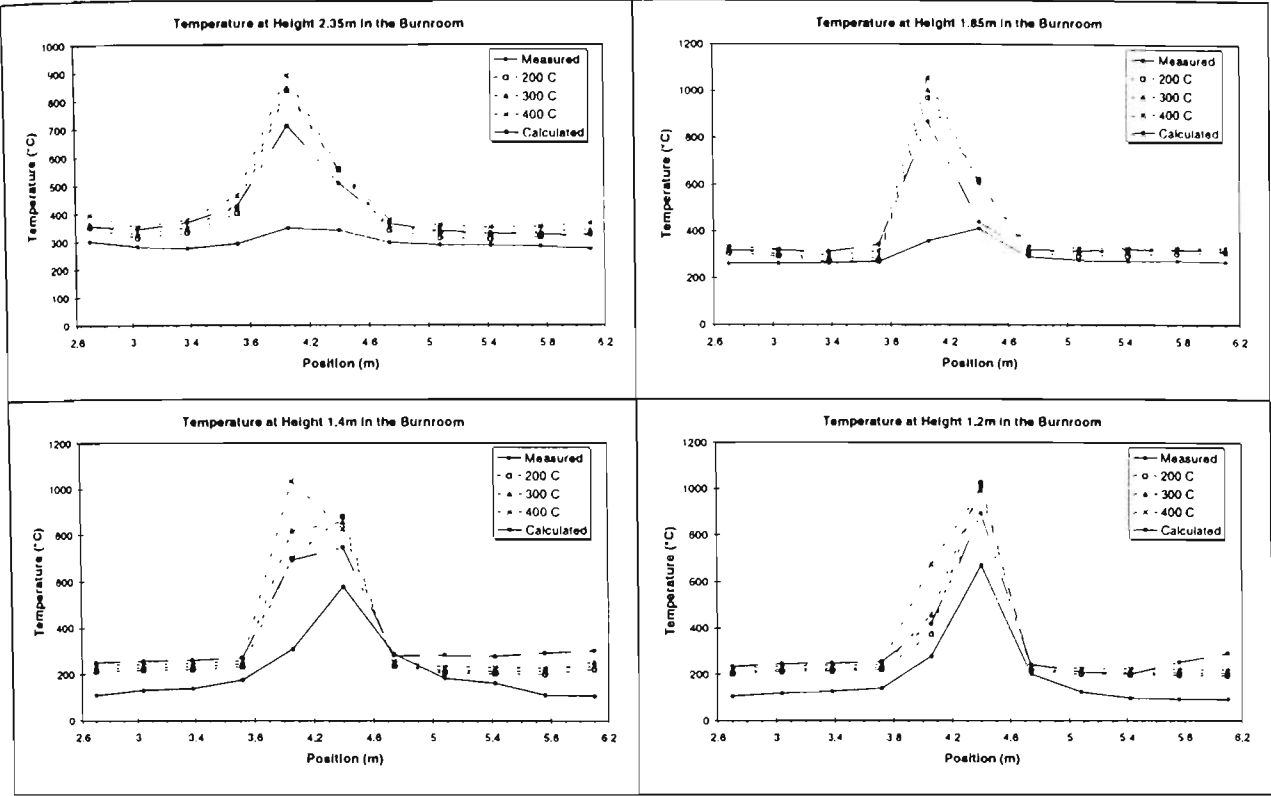 Temperature at Height 2.35m in the Burnroom
1000
900
800
700
600
500
400
300
200
100
0
Temperature (°C)
2.6 3 3.4 3.8 4.2 4.6 5 5.4 5.8 6.2
Position (m)
Measured
200 C
300 C
400 C
Calculated
Temperature at Height 1.85m in the Burnroom
1200
1000
800
600
400
200
0
Temperature (°C)
2.6 3 3.4 3.8 4.2 4.6 5 5.4 5.8 6.2
Position (m)
Measured
200 C
300 C
400 C
Calculated
Temperature at Height 1.4m in the Burnroom
1200
1000
800
600
400
200
0
Temperature (°C)
2.6 3 3.4 3.8 4.2 4.6 5 5.4 5.8 6.2
Position (m)
Measured
200 C
300 C
400 C
Calculated
Temperature at Height 1.2m in the Burnroom
1200
1000
800
600
400
200
0
Temperature (°C)
2.6 3 3.4 3.8 4.2 4.6 5 5.4 5.8 6.2
Position (m)
Measured
200 C
300 C
400 C
Calculated